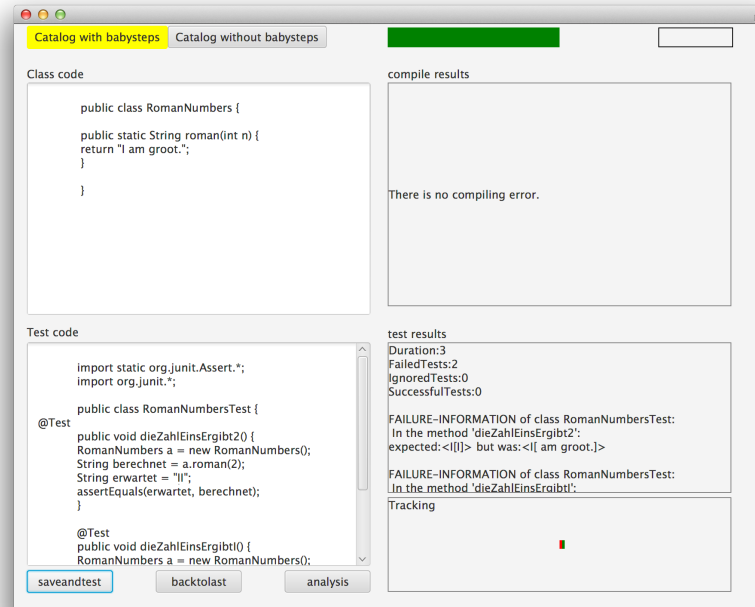 Catalog with babysteps
Catalog without babysteps
Class code
public class RomanNumbers {
public static String roman(int n) {
return "I am groot.";
}
}
compile results
There is no compiling error.
Test code
import static org.junit.Assert.*;
import org.junit.*;
public class RomanNumbersTest {
@Test
public void dieZahlEinsErgibt2() {
RomanNumbers a = new RomanNumbers();
String berechnet = a.roman(2);
String erwartet = "II";
assertEquals(erwartet, berechnet);
}
@Test
public void dieZahlEinsErgibtI() {
RomanNumbers a = new RomanNumbers();
test results
Duration:3
FailedTests:2
IgnoredTests:0
SuccessfulTests:0
FAILURE-INFORMATION of class RomanNumbersTest:
In the method 'dieZahlEinsErgibt2':
expected:<I[I]> but was:<I[ am groot.]>
FAILURE-INFORMATION of class RomanNumbersTest:
In the method 'dieZahlEinsErgibtI':
Tracking
saveandtest
backtolast
analysis